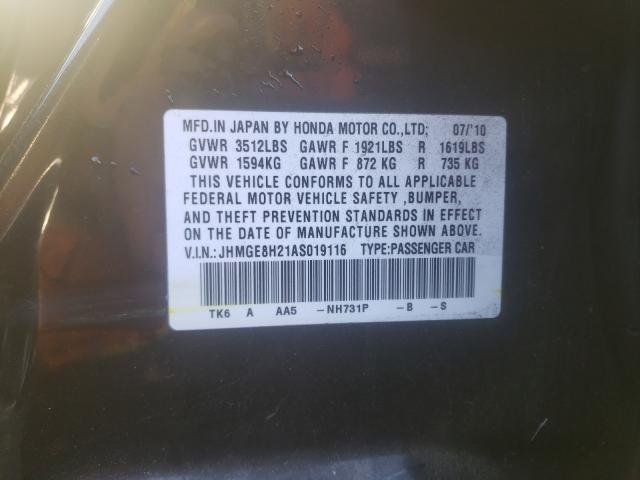 MFD.IN JAPAN BY HONDA MOTOR CO.,LTD; 07/'10
GVWR 3512LBS GAWR F 1921LBS R 1619LBS
GVWR 1594KG GAWR F 872 KG R 735 KG
THIS VEHICLE CONFORMS TO ALL APPLICABLE
FEDERAL MOTOR VEHICLE SAFETY ,BUMPER,
AND THEFT PREVENTION STANDARDS IN EFFECT
ON THE DATE OF MANUFACTURE SHOWN ABOVE.
V.I.N.: JHMGE8H21AS019116 TYPE:PASSENGER CAR
TK6 A AA5 -NH731P -B -S